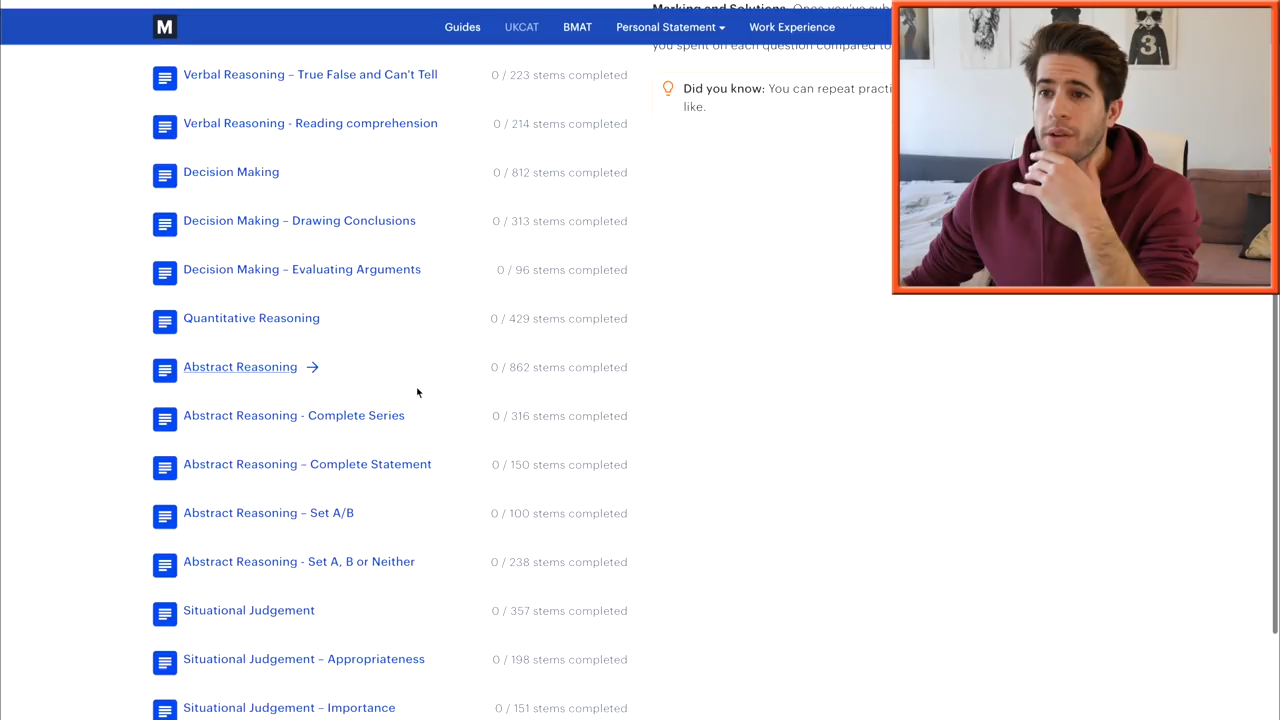 M
Guides
UKCAT
BMAT
Personal Statement
Work Experience
Marking and Solutions
you spent on each question compared to
Did you know: You can repeat practi
like.
Verbal Reasoning – True False and Can't Tell 0 / 223 stems completed
Verbal Reasoning - Reading comprehension 0 / 214 stems completed
Decision Making 0 / 812 stems completed
Decision Making – Drawing Conclusions 0 / 313 stems completed
Decision Making – Evaluating Arguments 0 / 96 stems completed
Quantitative Reasoning 0 / 429 stems completed
Abstract Reasoning → 0 / 862 stems completed
Abstract Reasoning - Complete Series 0 / 316 stems completed
Abstract Reasoning – Complete Statement 0 / 150 stems completed
Abstract Reasoning – Set A/B 0 / 100 stems completed
Abstract Reasoning - Set A, B or Neither 0 / 238 stems completed
Situational Judgement 0 / 357 stems completed
Situational Judgement – Appropriateness 0 / 198 stems completed
Situational Judgement – Importance 0 / 151 stems completed
3